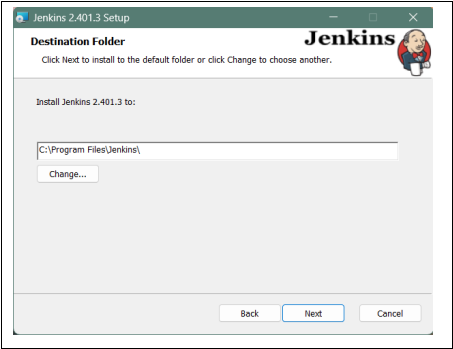 Jenkins 2.401.3 Setup
Destination Folder
Jenkins
Click Next to install to the default folder or click Change to choose another.
Install Jenkins 2.401.3 to:
C:\Program Files\Jenkins\
Change...
Back
Next
Cancel